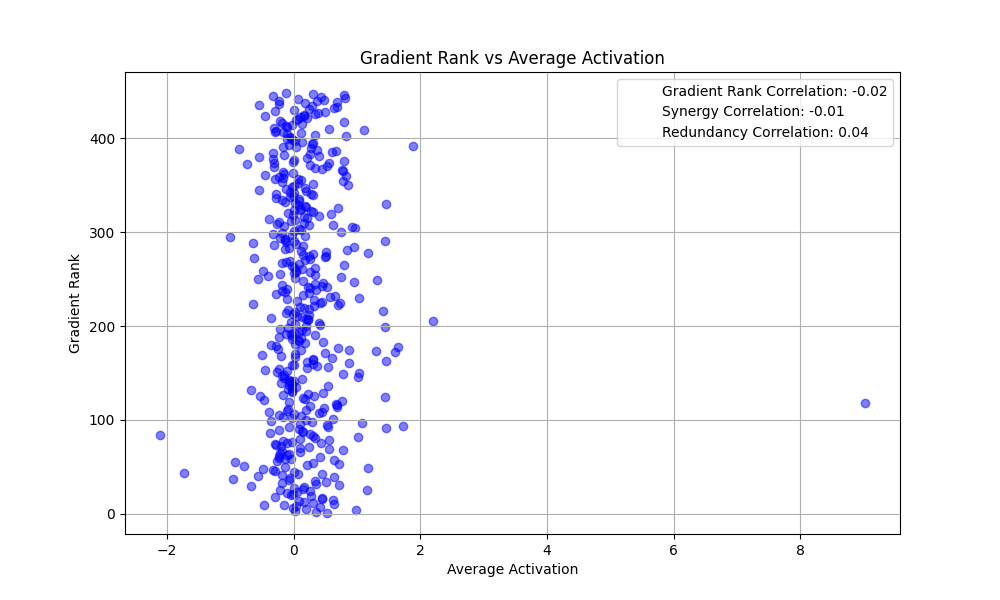 Gradient Rank vs Average Activation
Gradient Rank Correlation: -0.02
Synergy Correlation: -0.01
Redundancy Correlation: 0.04
400
300
200
100
0
Gradient Rank
−2 0 2 4 6 8
Average Activation